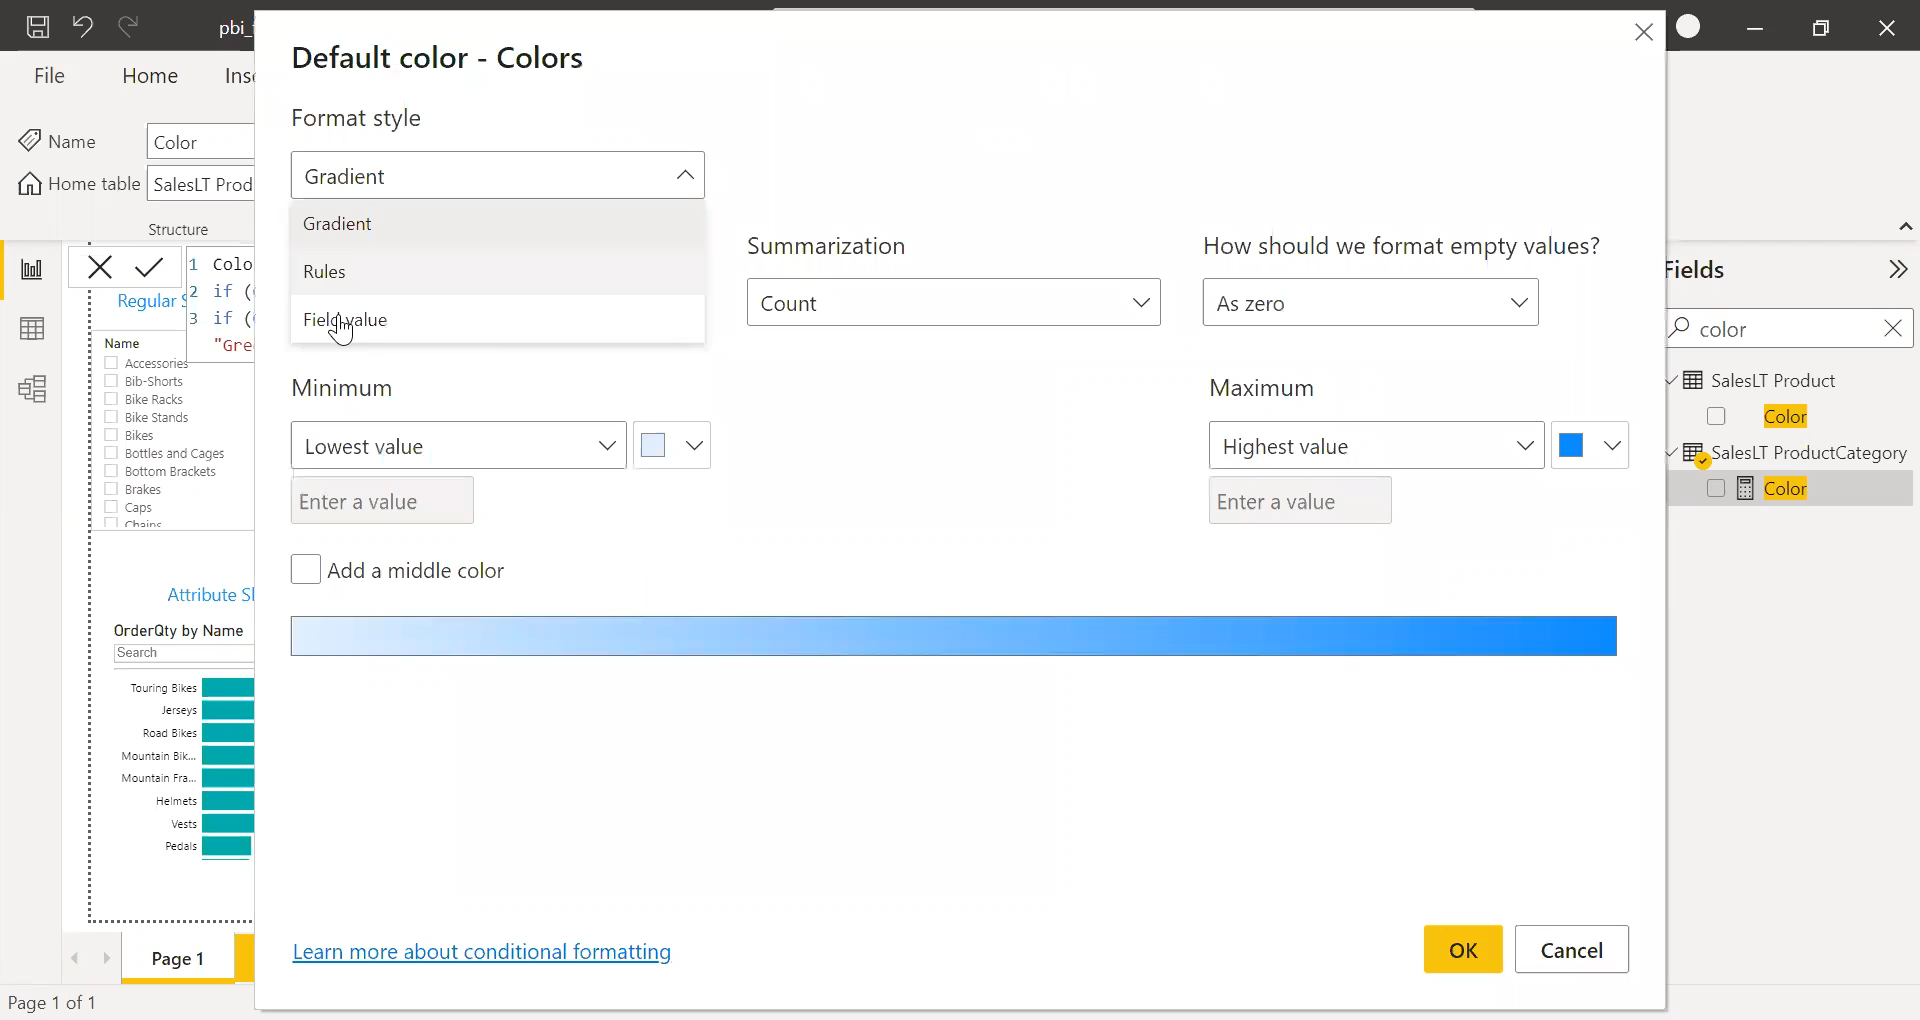 pbi_
File
Home
Name
Color
Home table
SalesLT Prod
Structure
1
2 if (
3 if (
"Gre
Regular
Name
Accessories
Bib-Shorts
Bike Racks
Bike Stands
Bikes
Bottles and Cages
Bottom Brackets
Brakes
Caps
Chains
OrderQty by Name
Search
Touring Bikes
Jerseys
Road Bikes
Mountain Bik...
Mountain Fra...
Helmets
Vests
Pedals
Page 1
Page 1 of 1
Default color - Colors
Format style
Gradient
Gradient
Rules
Field value
Summarization
Count
How should we format empty values?
As zero
Minimum
Lowest value
Enter a value
Maximum
Highest value
Enter a value
Add a middle color
Learn more about conditional formatting
OK
Cancel
Fields
color
SalesLT Product
Color
SalesLT ProductCategory
Color